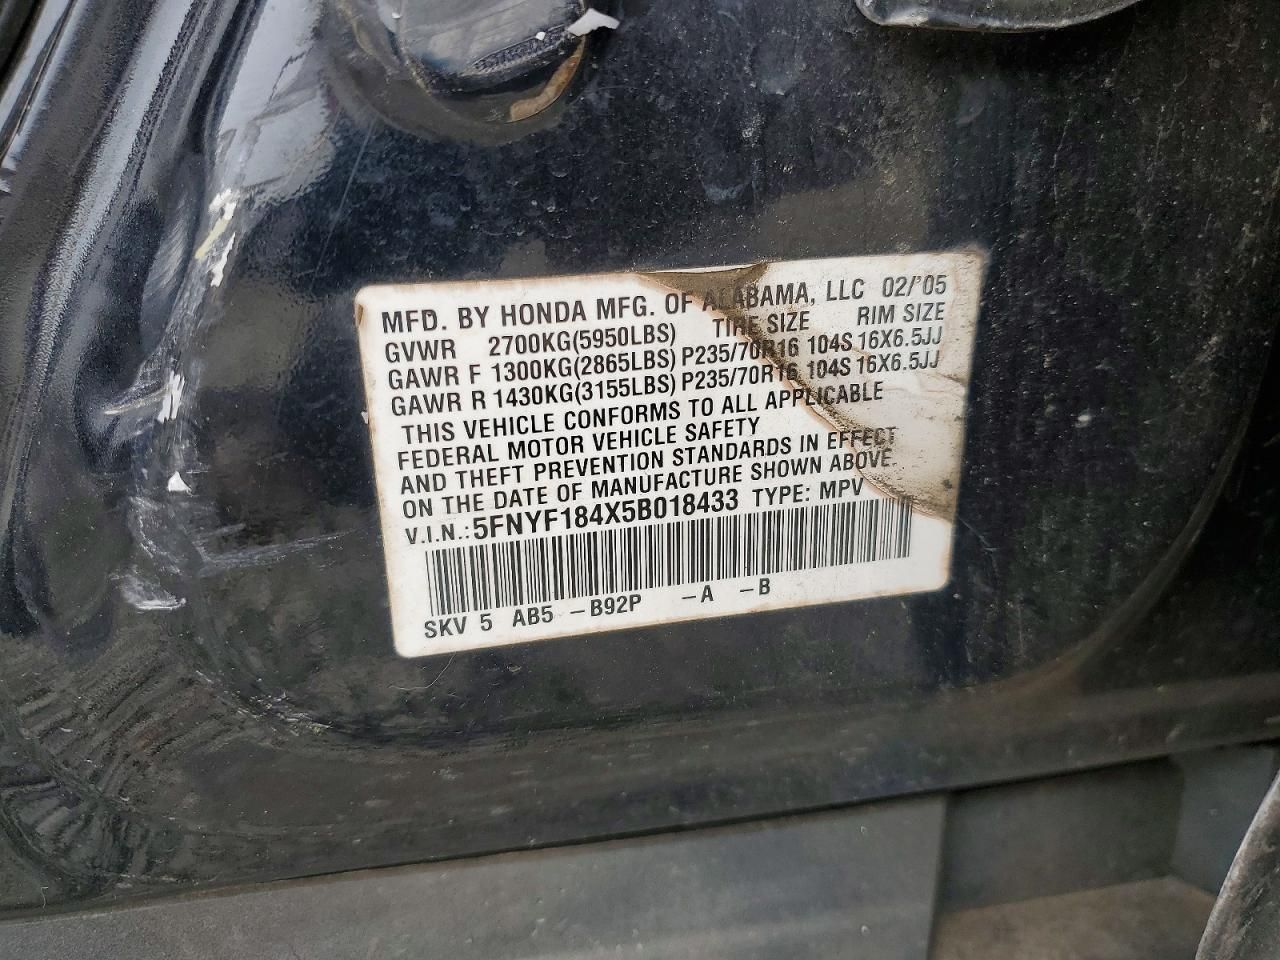 MFD. BY HONDA MFG. OF ALABAMA, LLC 02/'05
GVWR 2700KG(5950LBS) TIRE SIZE RIM SIZE
GAWR F 1300KG(2865LBS) P235/70R16 104S 16X6.5JJ
GAWR R 1430KG(3155LBS) P235/70R16 104S 16X6.5JJ
THIS VEHICLE CONFORMS TO ALL APPLICABLE
FEDERAL MOTOR VEHICLE SAFETY
AND THEFT PREVENTION STANDARDS IN EFFECT
ON THE DATE OF MANUFACTURE SHOWN ABOVE.
V.I.N.: 5FNYF184X5B018433 TYPE: MPV
SKV 5 AB5 -B92P -A -B